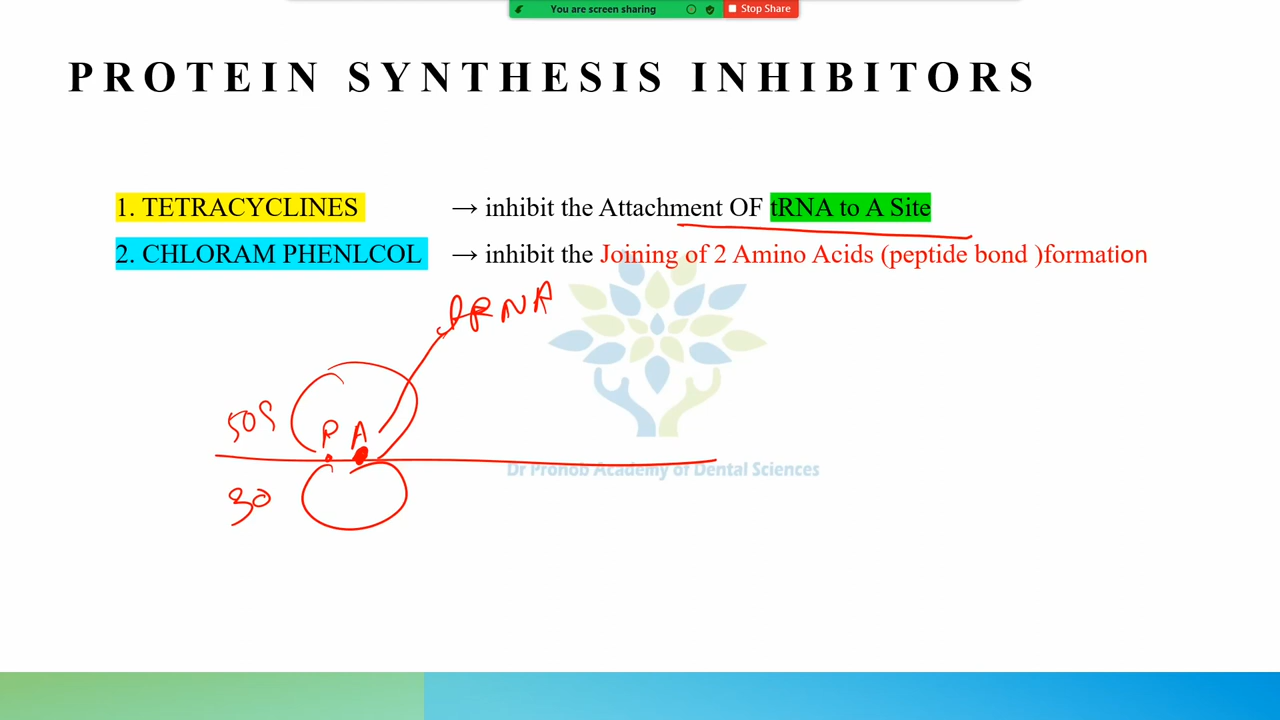 You are screen sharing Stop Share
PROTEIN SYNTHESIS INHIBITORS
1. TETRACYCLINES → inhibit the Attachment OF tRNA to A Site
2. CHLORAM PHENLCOL → inhibit the Joining of 2 Amino Acids (peptide bond )formation
tRNA
50S
P A
Dr Pronob Academy of Dental Sciences
30